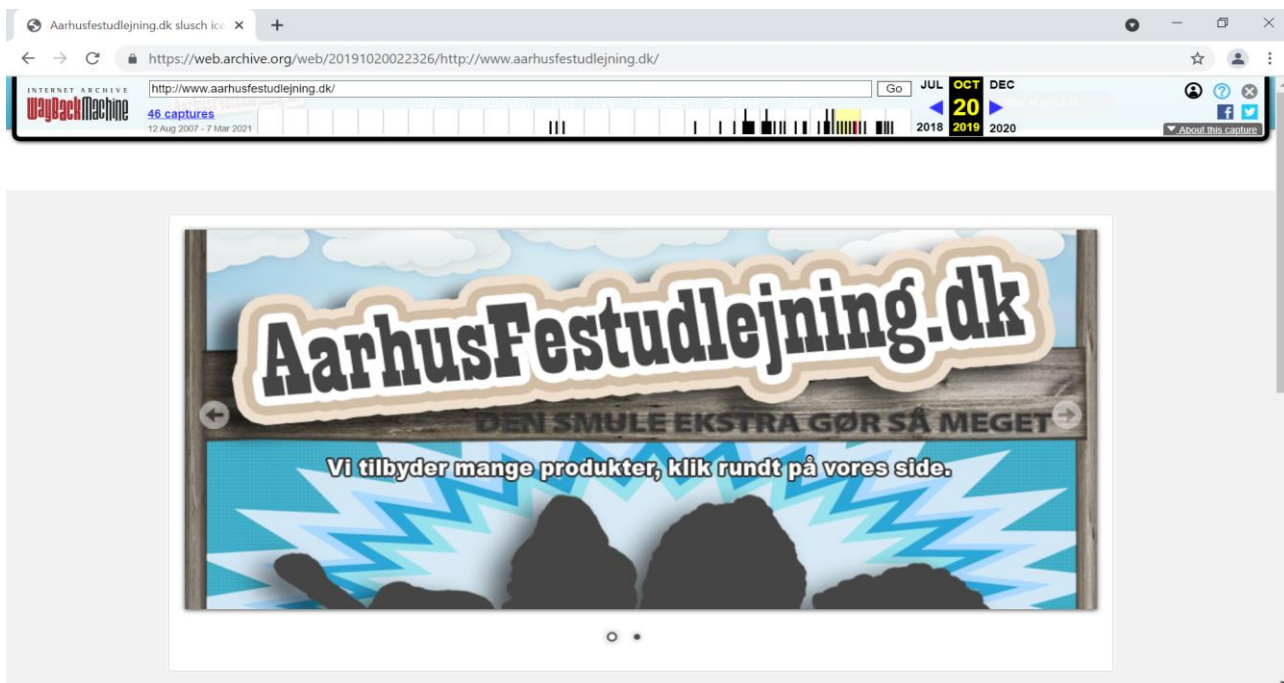 Aarhusfestudlejning.dk slusch ice
https://web.archive.org/web/20191020022326/http://www.aarhusfestudlejning.dk/
INTERNET ARCHIVE
WayBackMachine
http://www.aarhusfestudlejning.dk/
Go
JUL OCT DEC
46 captures
20
12 Aug 2007 - 7 Mar 2021
2018 2019 2020
About this capture
AarhusFestudlejning.dk
DEN SMULE EKSTRA GØR SÅ MEGET
Vi tilbyder mange produkter, klik rundt på vores side.